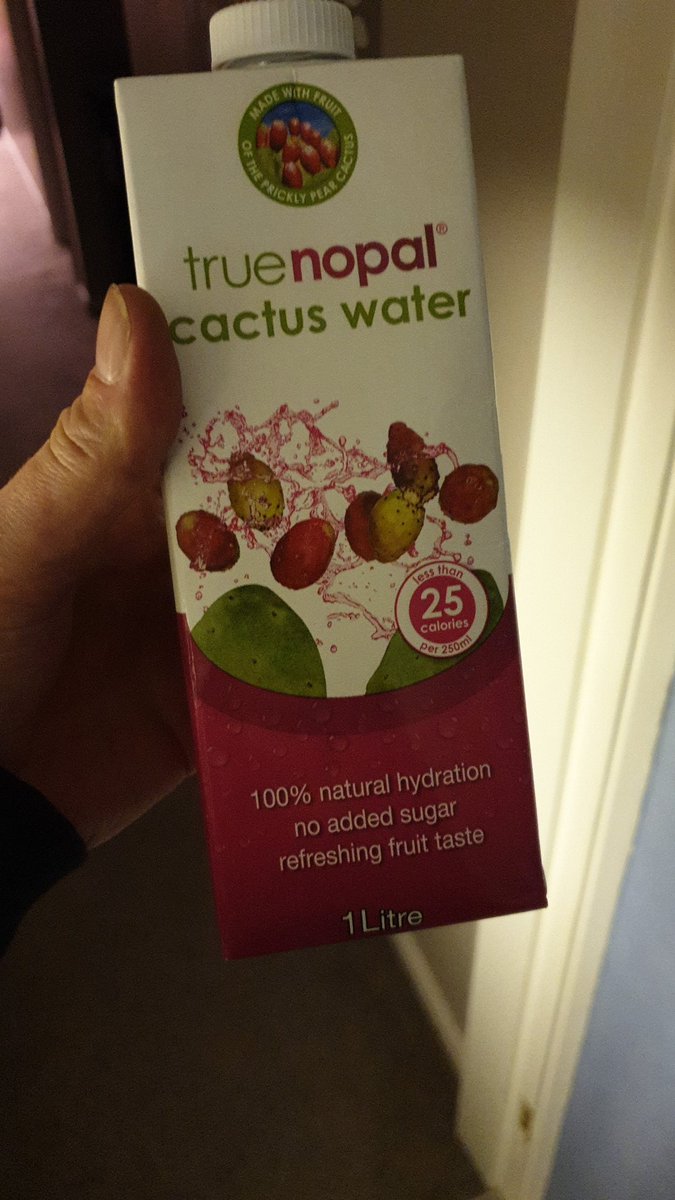 MADE WITH FRUIT
OF THE PRICKLY PEAR CACTUS
truenopal®
cactus water
less than
25
calories
per 250ml
100% natural hydration
no added sugar
refreshing fruit taste
1 Litre